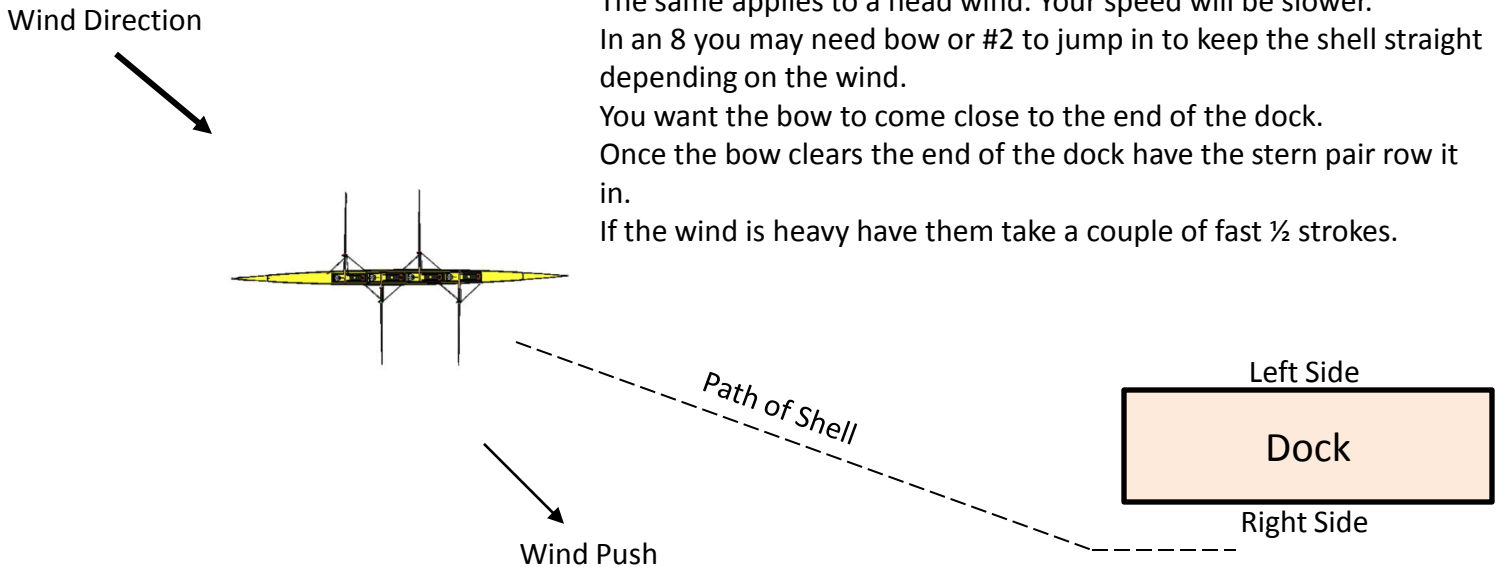 The same applies to a head wind. Your speed will be slower.
Wind Direction
In an 8 you may need bow or #2 to jump in to keep the shell straight
depending on the wind.
You want the bow to come close to the end of the dock.
Once the bow clears the end of the dock have the stern pair row it
in.
If the wind is heavy have them take a couple of fast ½ strokes.
Path of Shell
Left Side
Dock
Right Side
Wind Push